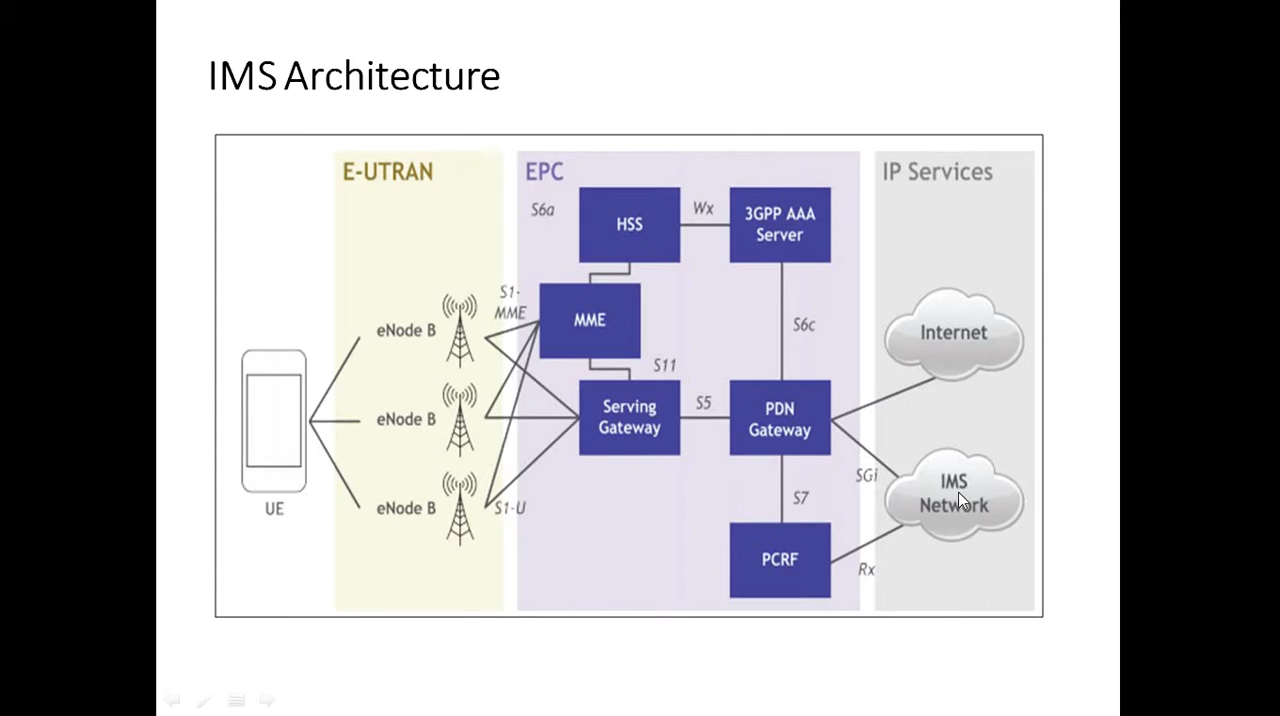 IMS Architecture
E-UTRAN
EPC
IP Services
S6a
HSS
Wx
3GPP AAA
Server
S1-
MME
MME
S6c
Internet
eNode B
S11
eNode B
Serving
Gateway
S5
PDN
Gateway
SGi
IMS
Network
UE
eNode B
S1-U
S7
PCRF
Rx